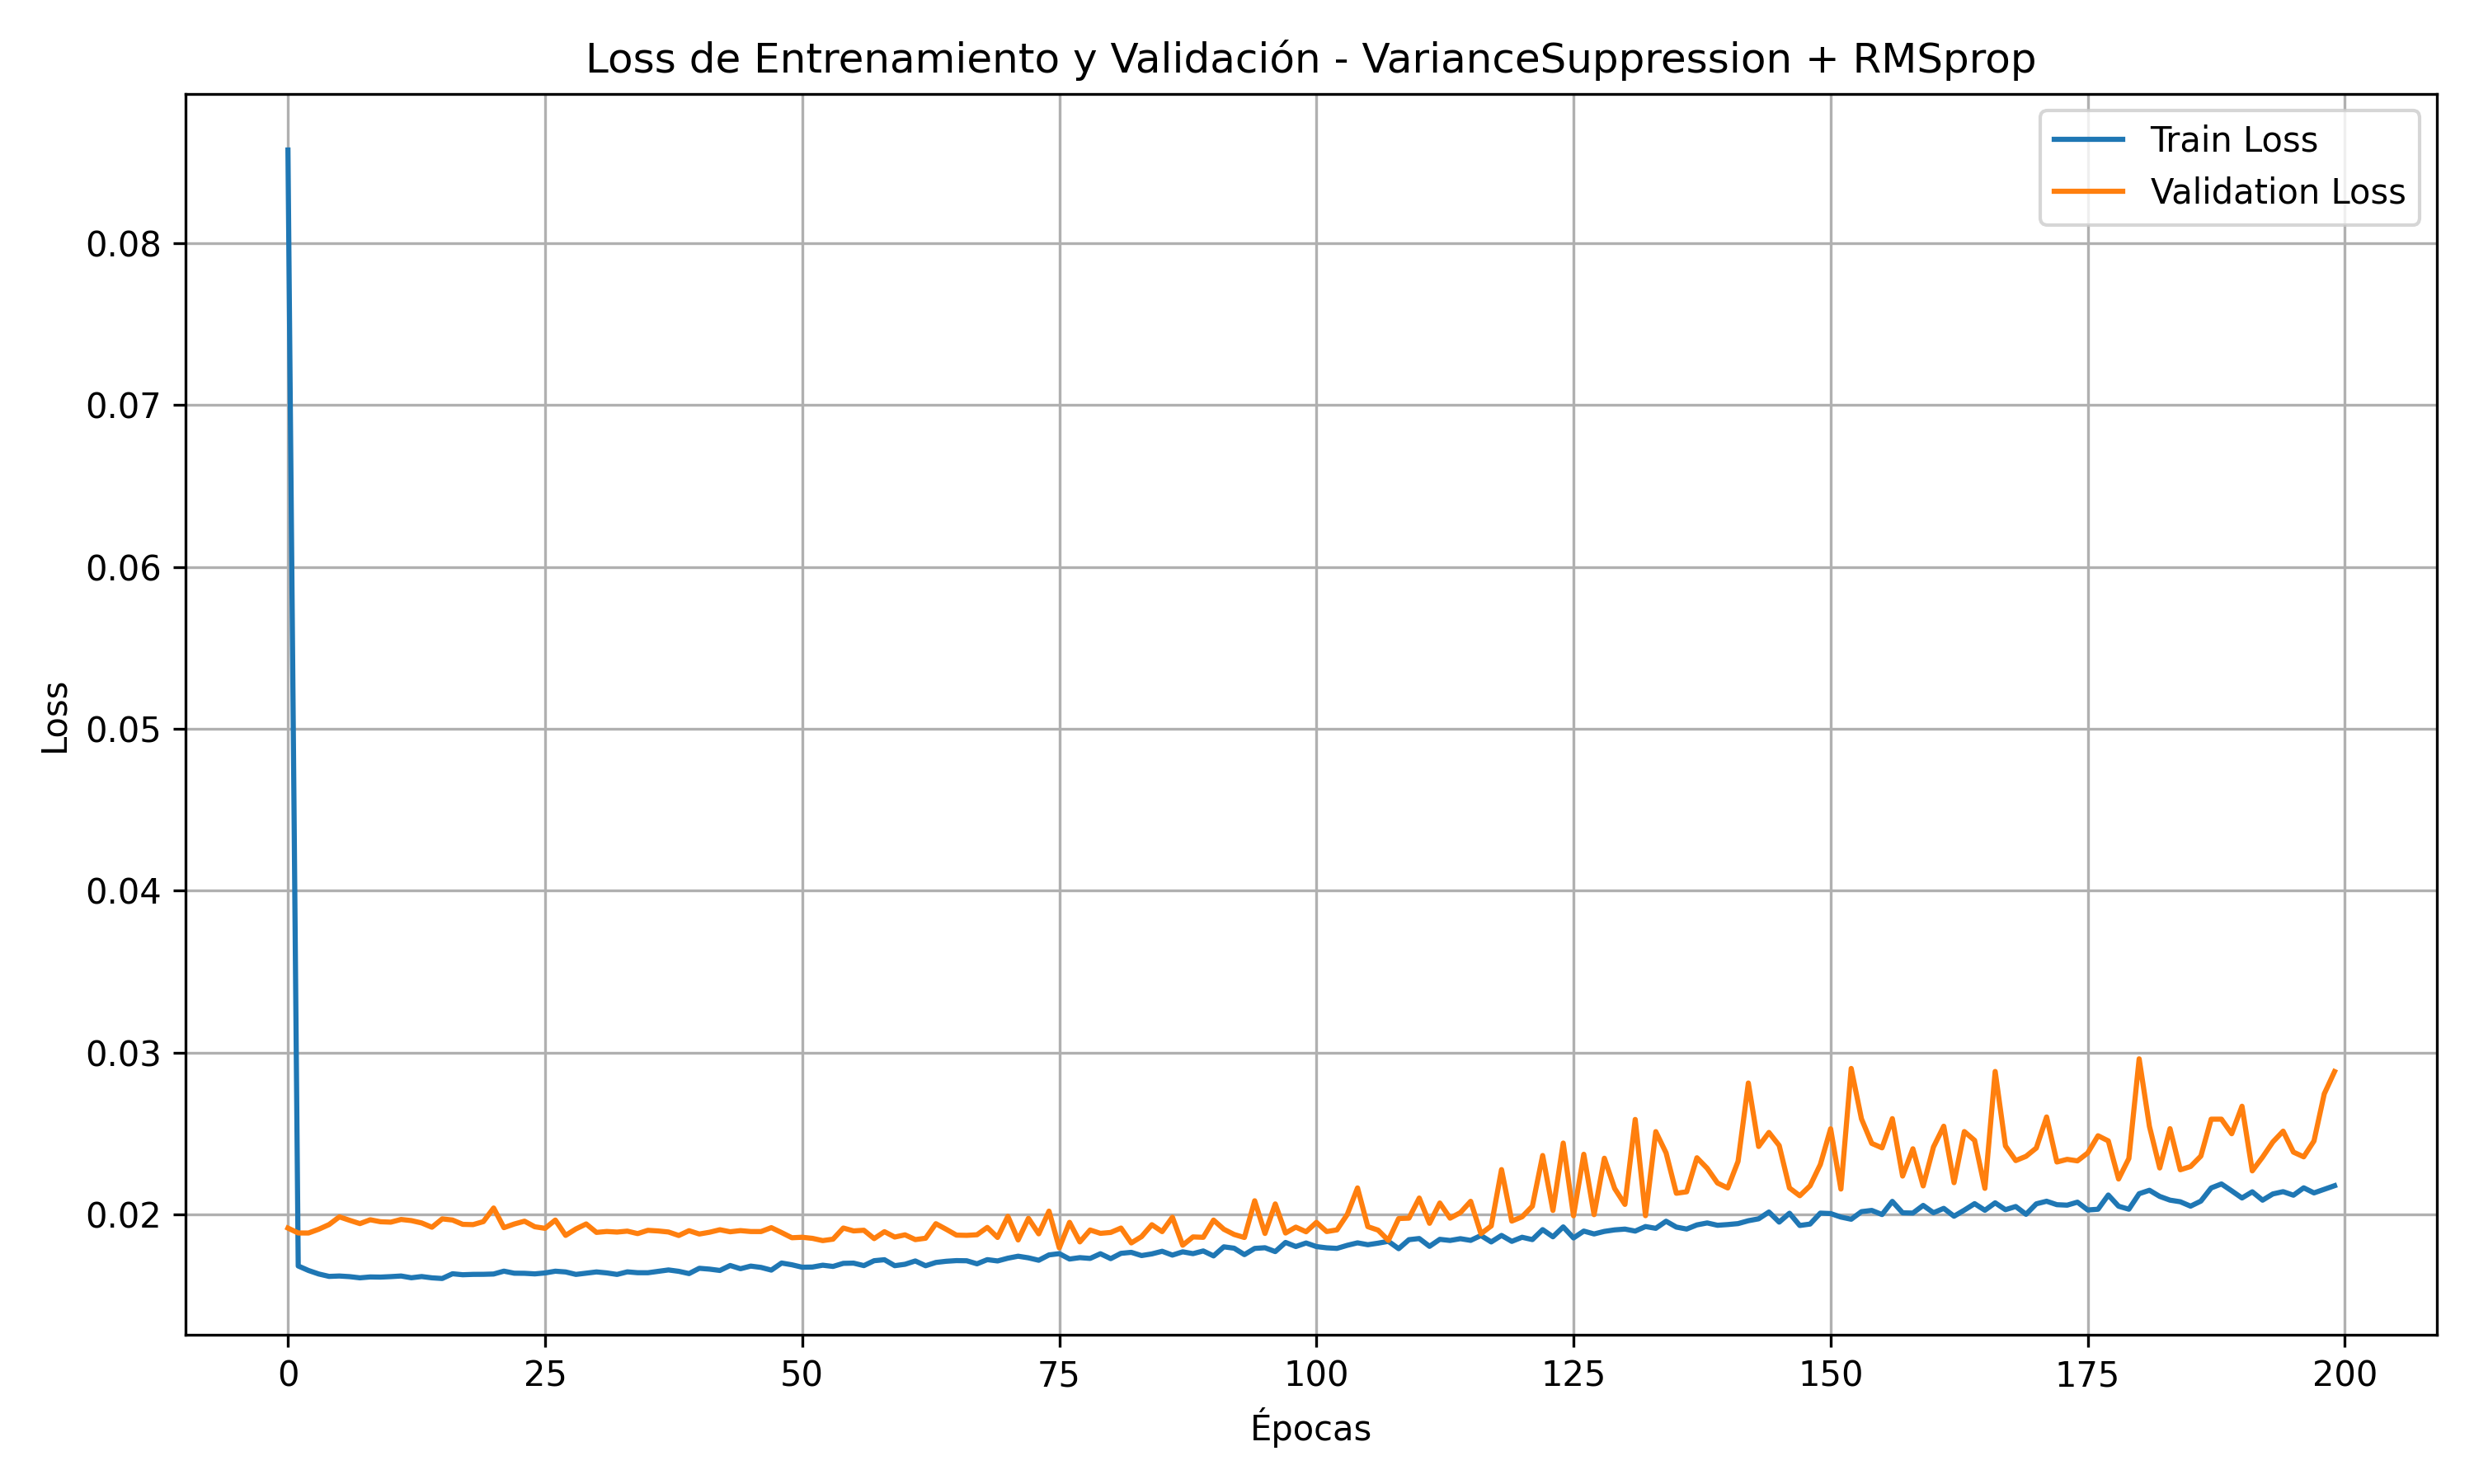 Loss de Entrenamiento y Validación - VarianceSuppression + RMSprop
Train Loss
Validation Loss
0.08
0.07
0.06
0.05
0.04
0.03
0.02
Loss
0 25 50 75 100 125 150 175 200
Épocas